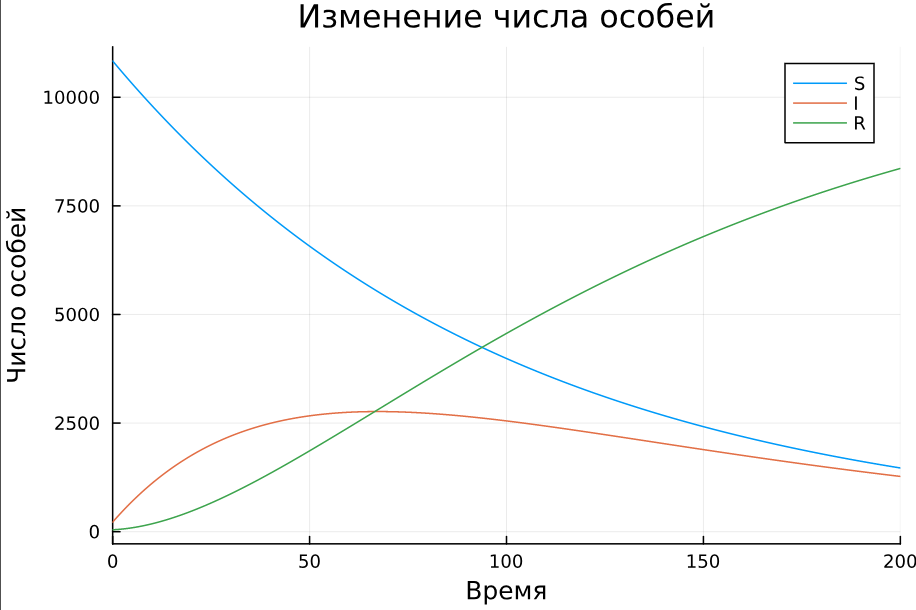 Изменение числа особей
S
I
R
10000
7500
5000
2500
0
Число особей
0 50 100 150 200
Время